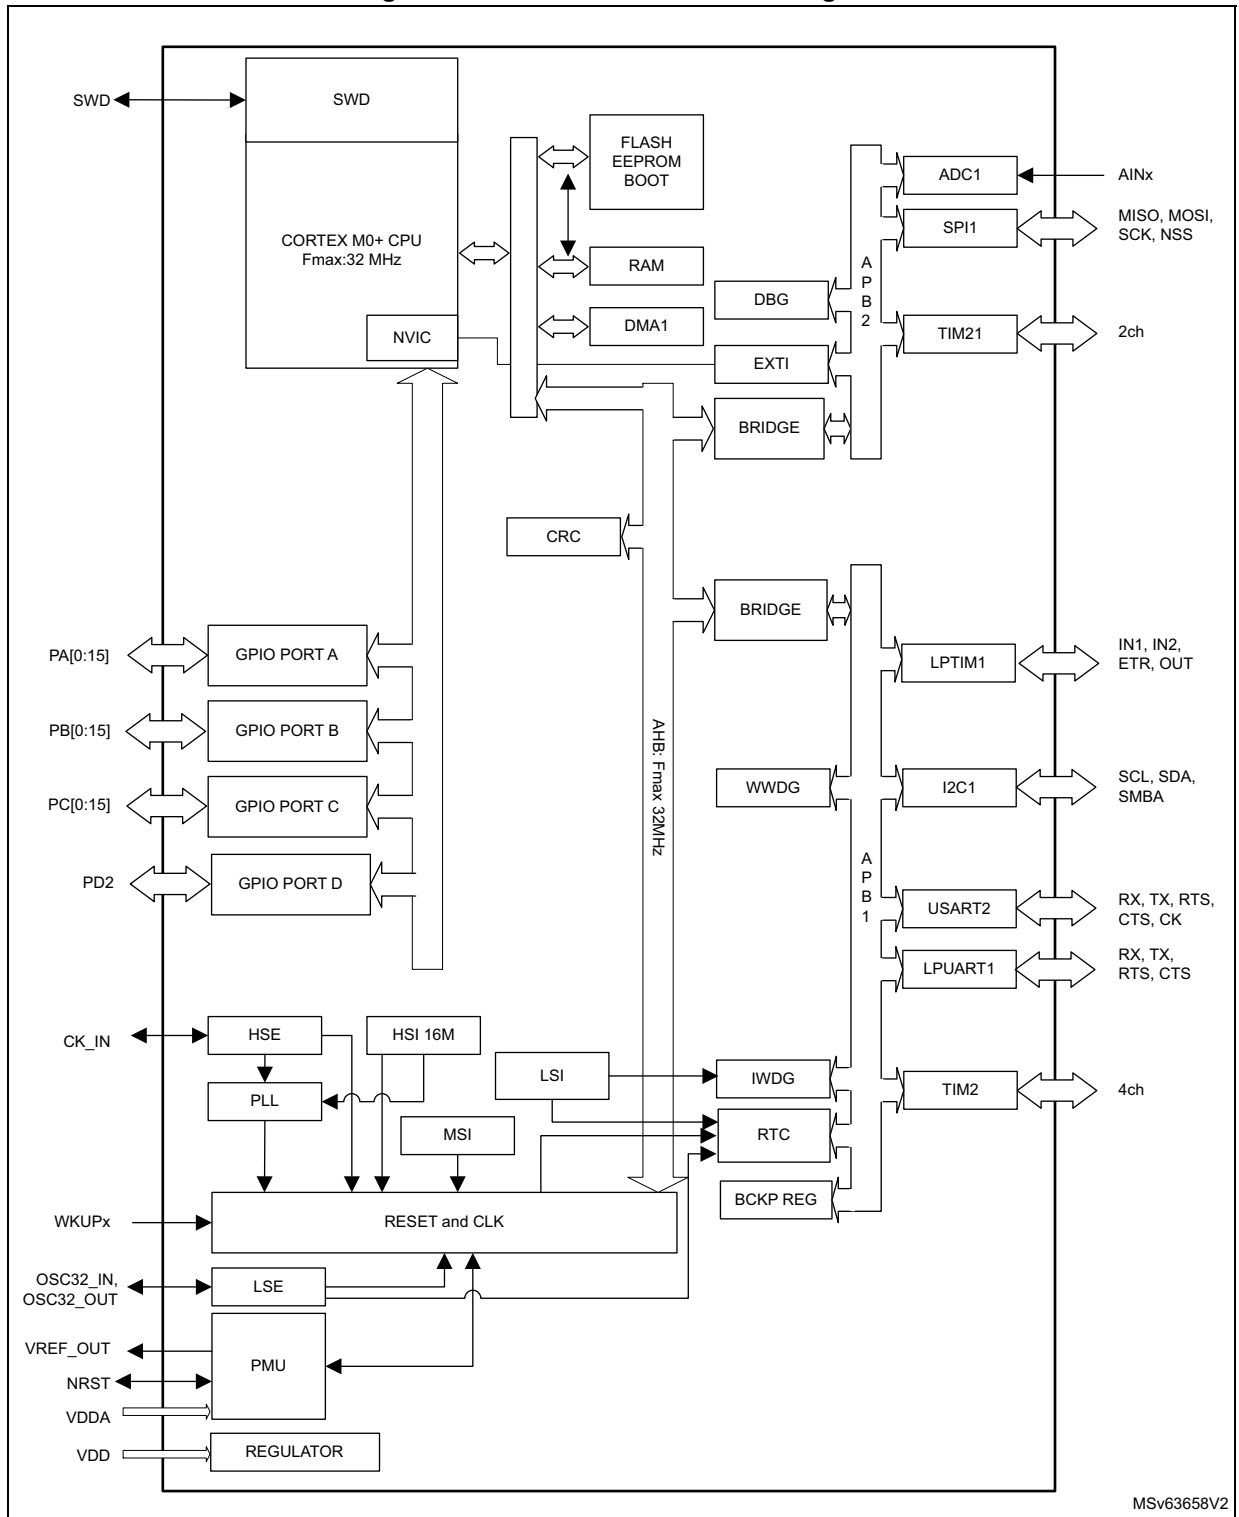 SWD
SWD
FLASH
EEPROM
BOOT
ADC1
AINx
SPI1
MISO, MOSI,
SCK, NSS
CORTEX M0+ CPU
Fmax:32 MHz
RAM
A
P
B
2
DBG
DMA1
NVIC
TIM21
2ch
EXTI
BRIDGE
CRC
BRIDGE
PA[0:15]
GPIO PORT A
LPTIM1
IN1, IN2,
ETR, OUT
PB[0:15]
GPIO PORT B
AHB: Fmax 32MHz
PC[0:15]
GPIO PORT C
WWDG
I2C1
SCL, SDA,
SMBA
PD2
GPIO PORT D
A
P
B
1
USART2
RX, TX, RTS,
CTS, CK
LPUART1
RX, TX,
RTS, CTS
CK_IN
HSE
HSI 16M
LSI
IWDG
TIM2
4ch
PLL
MSI
RTC
BCKP REG
WKUPx
RESET and CLK
OSC32_IN,
OSC32_OUT
LSE
VREF_OUT
PMU
NRST
VDDA
VDD
REGULATOR
MSv63658V2